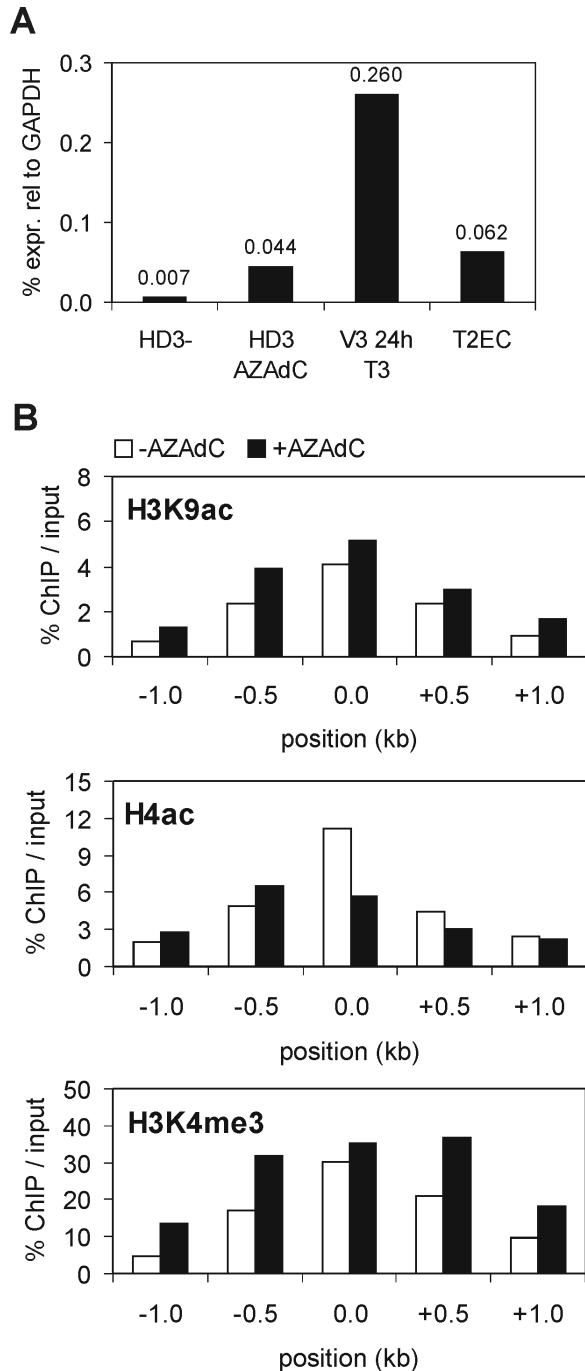 A
% expr. rel to GAPDH
0.3
0.2
0.1
0.0
0.007
0.044
0.260
0.062
HD3-
HD3
AZAdC
V3 24h
T3
T2EC
B
-AZAdC +AZAdC
H3K9ac
% ChIP / input
8
6
4
2
0
-1.0 -0.5 0.0 +0.5 +1.0
position (kb)
H4ac
% ChIP / input
15
12
9
6
3
0
-1.0 -0.5 0.0 +0.5 +1.0
position (kb)
H3K4me3
% ChIP / input
50
40
30
20
10
0
-1.0 -0.5 0.0 +0.5 +1.0
position (kb)